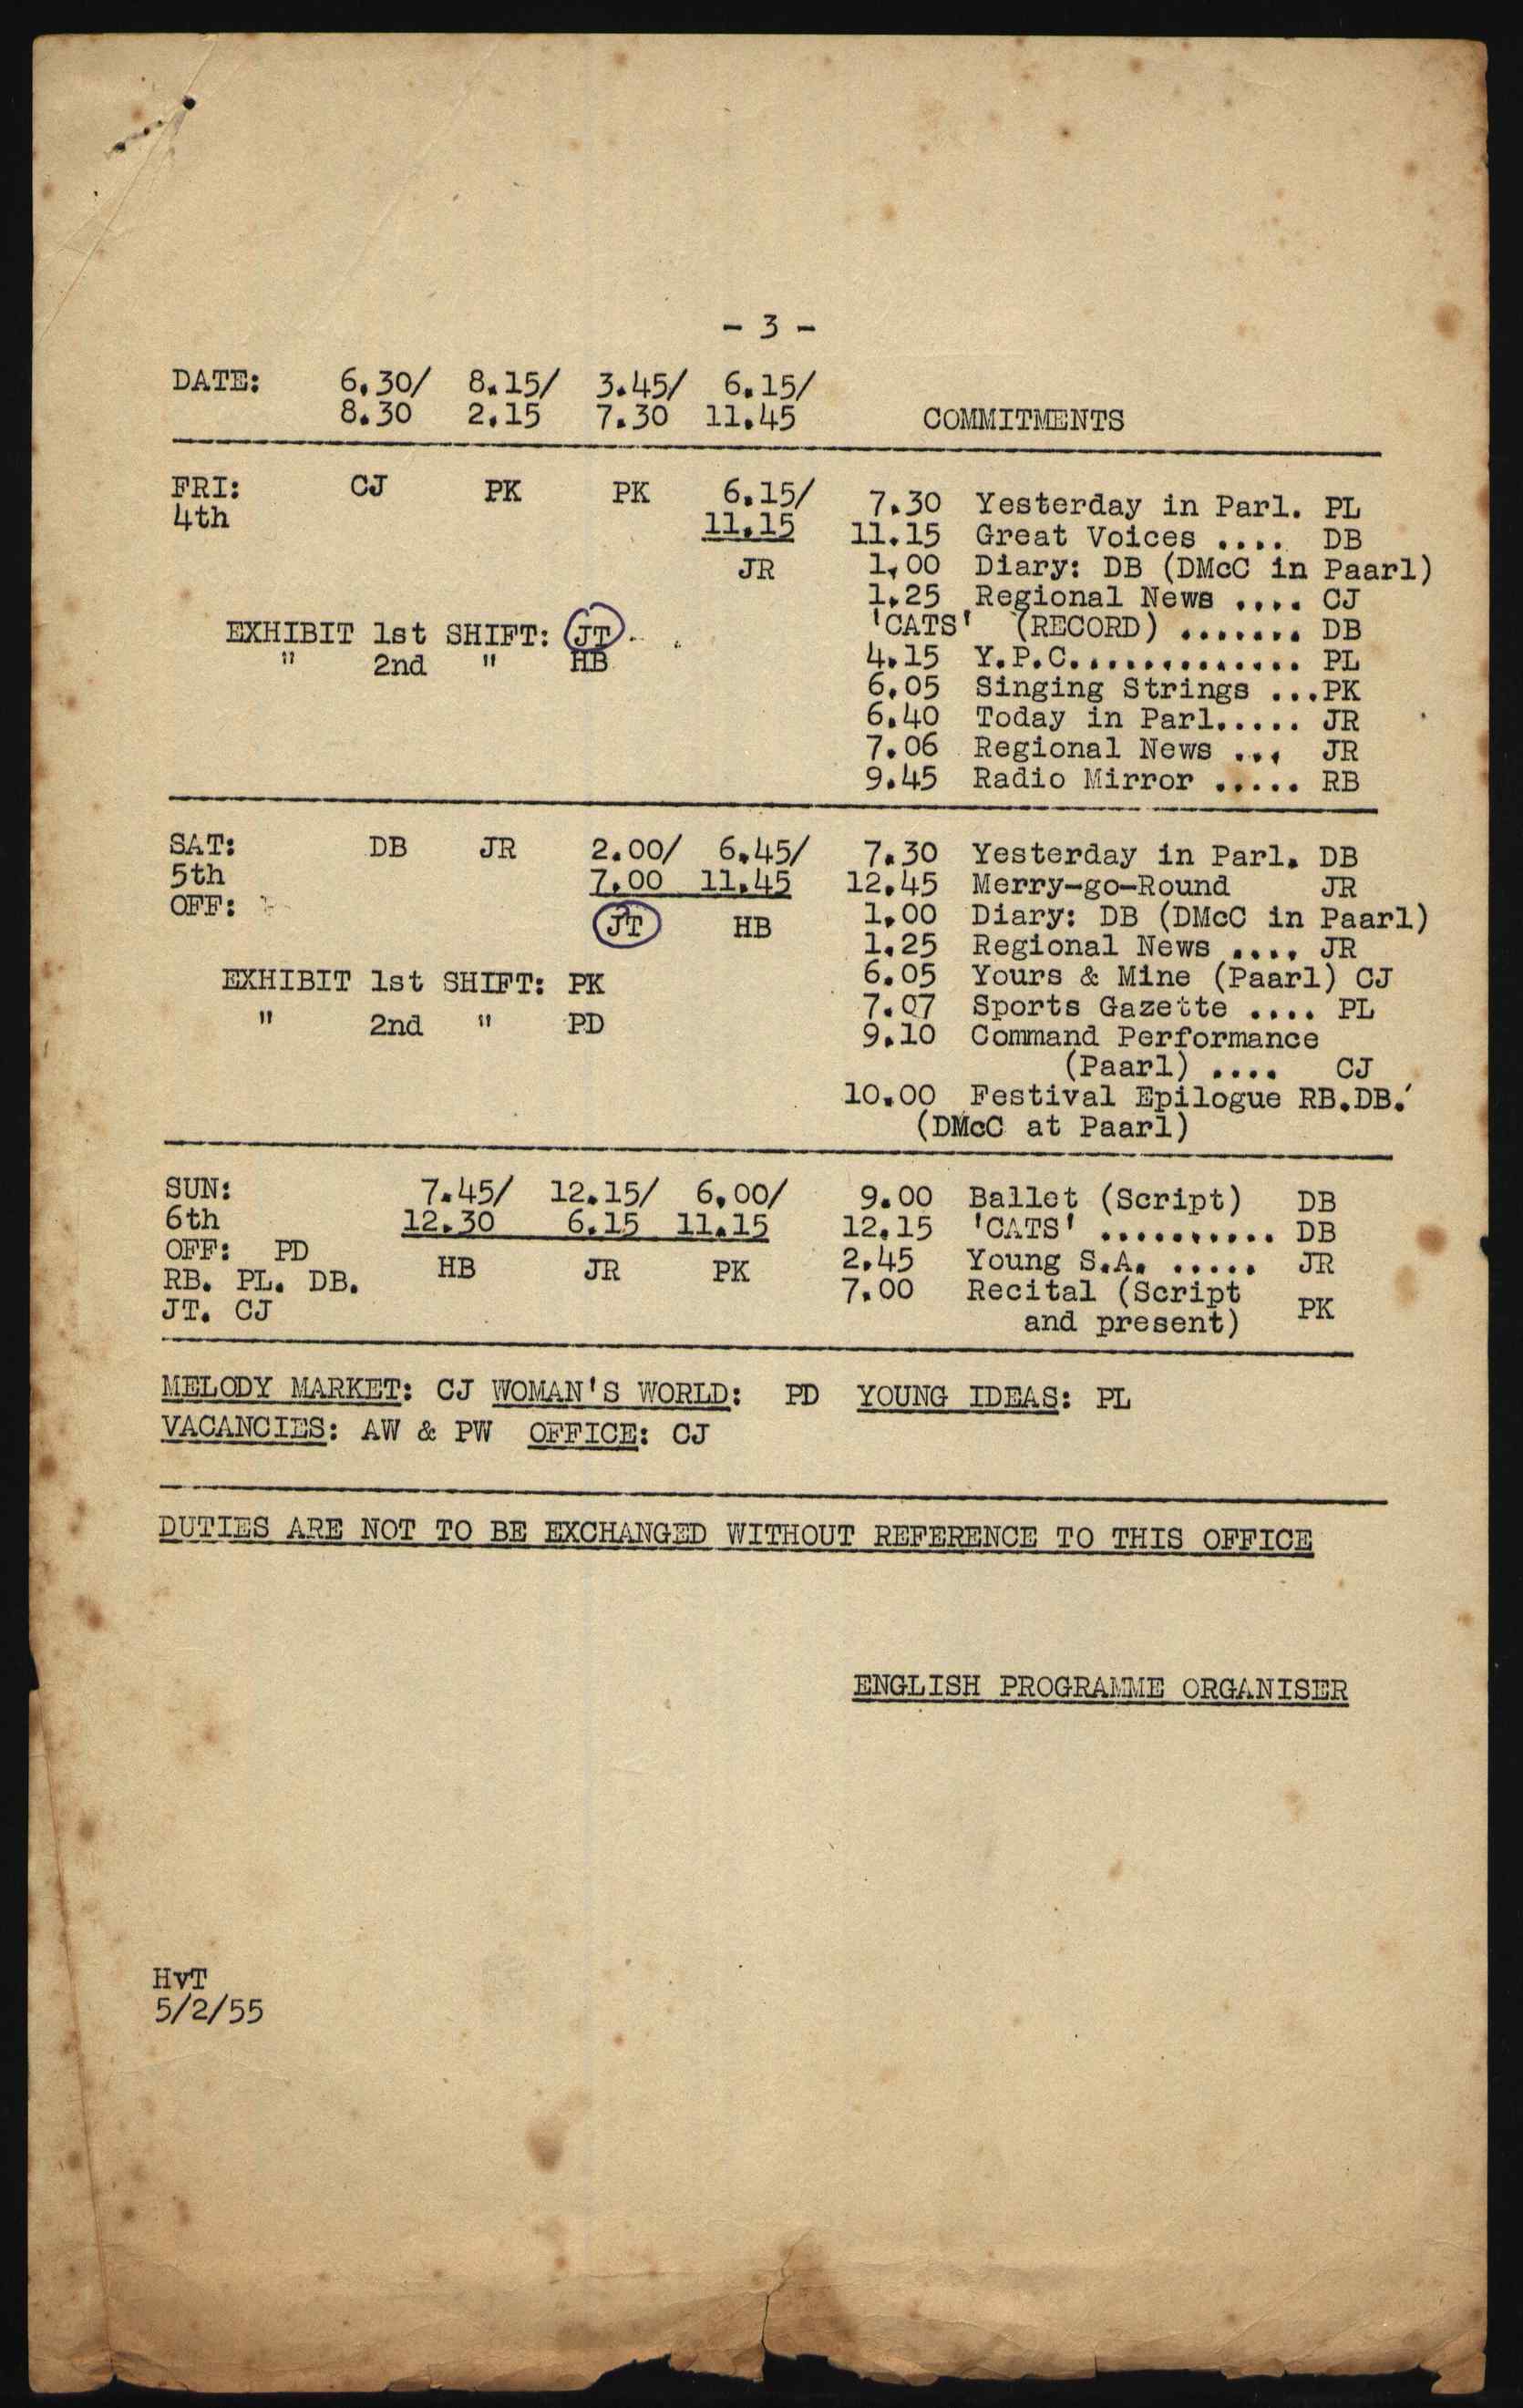 - 3 -
DATE: 6.30/ 8.15/ 3.45/ 6.15/
8.30 2.15 7.30 11.45 COMMITMENTS
FRI: CJ PK PK 6.15/ 7.30 Yesterday in Parl. PL
4th 11.15 11.15 Great Voices .... DB
JR 1.00 Diary: DB (DMcC in Paarl)
1.25 Regional News .... CJ
EXHIBIT 1st SHIFT: JT 'CATS' (RECORD) ....... DB
" 2nd " HB 4.15 Y.P.C............. PL
6.05 Singing Strings ...PK
6.40 Today in Parl..... JR
7.06 Regional News ... JR
9.45 Radio Mirror ..... RB
SAT: DB JR 2.00/ 6.45/ 7.30 Yesterday in Parl. DB
5th 7.00 11.45 12.45 Merry-go-Round JR
OFF: JT HB 1.00 Diary: DB (DMcC in Paarl)
1.25 Regional News .... JR
EXHIBIT 1st SHIFT: PK 6.05 Yours & Mine (Paarl) CJ
" 2nd " PD 7.07 Sports Gazette .... PL
9.10 Command Performance
(Paarl) .... CJ
10.00 Festival Epilogue RB.DB.
(DMcC at Paarl)
SUN: 7.45/ 12.15/ 6.00/ 9.00 Ballet (Script) DB
6th 12.30 6.15 11.15 12.15 'CATS' .......... DB
OFF: PD HB JR PK 2.45 Young S.A. ..... JR
RB. PL. DB. 7.00 Recital (Script
JT. CJ and present) PK
MELODY MARKET: CJ WOMAN'S WORLD: PD YOUNG IDEAS: PL
VACANCIES: AW & PW OFFICE: CJ
DUTIES ARE NOT TO BE EXCHANGED WITHOUT REFERENCE TO THIS OFFICE
ENGLISH PROGRAMME ORGANISER
HvT
5/2/55